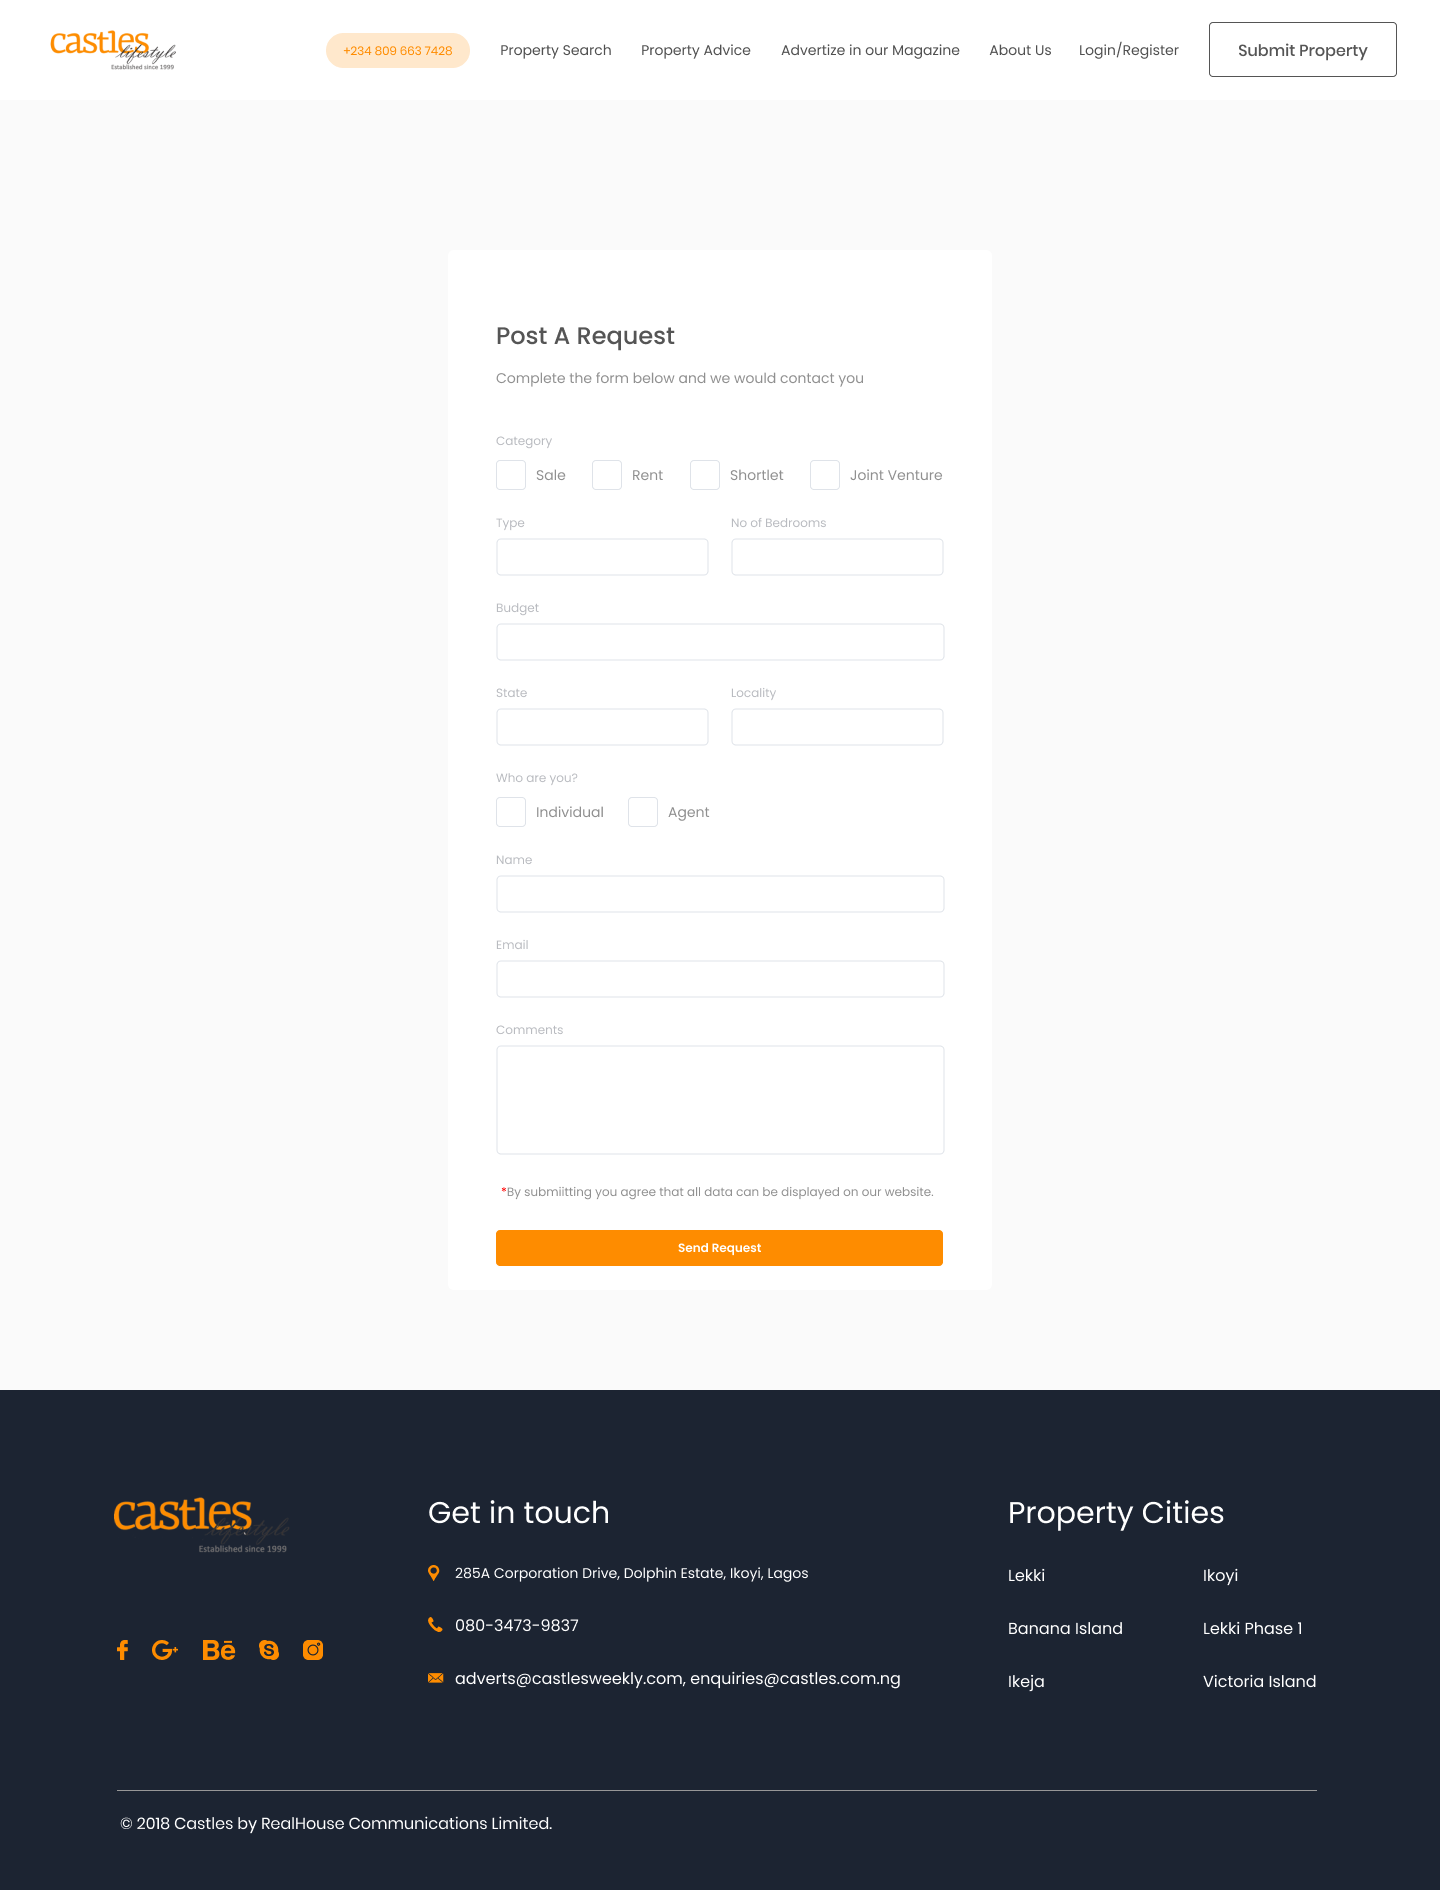 castles
lifestyle
Established since 1999
+234 809 663 7428
Property Search
Property Advice
Advertize in our Magazine
About Us
Login/Register
Submit Property
Post A Request
Complete the form below and we would contact you
Category
Sale
Rent
Shortlet
Joint Venture
Type
No of Bedrooms
Budget
State
Locality
Who are you?
Individual
Agent
Name
Email
Comments
*By submiitting you agree that all data can be displayed on our website.
Send Request
castles
lifestyle
Established since 1999
Get in touch
285A Corporation Drive, Dolphin Estate, Ikoyi, Lagos
080-3473-9837
adverts@castlesweekly.com, enquiries@castles.com.ng
Property Cities
Lekki
Ikoyi
Banana Island
Lekki Phase 1
Ikeja
Victoria Island
© 2018 Castles by RealHouse Communications Limited.